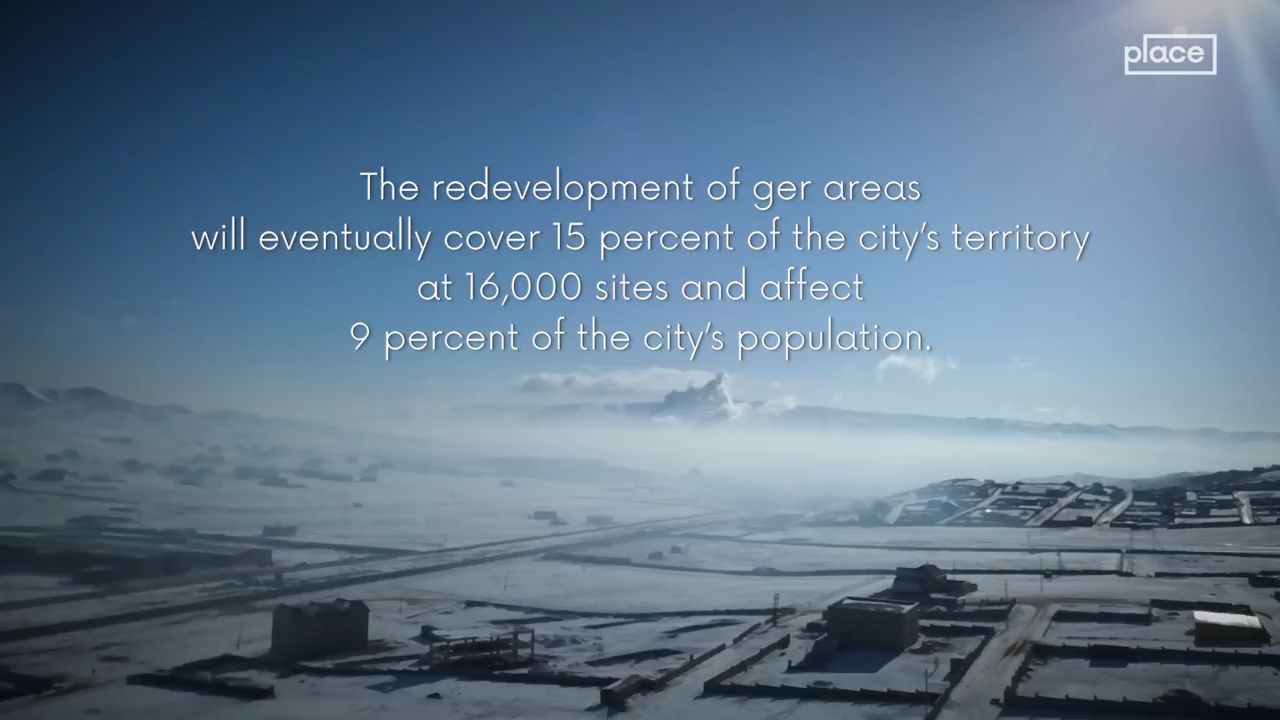 place
The redevelopment of ger areas
will eventually cover 15 percent of the city's territory
at 16,000 sites and affect
9 percent of the city's population.